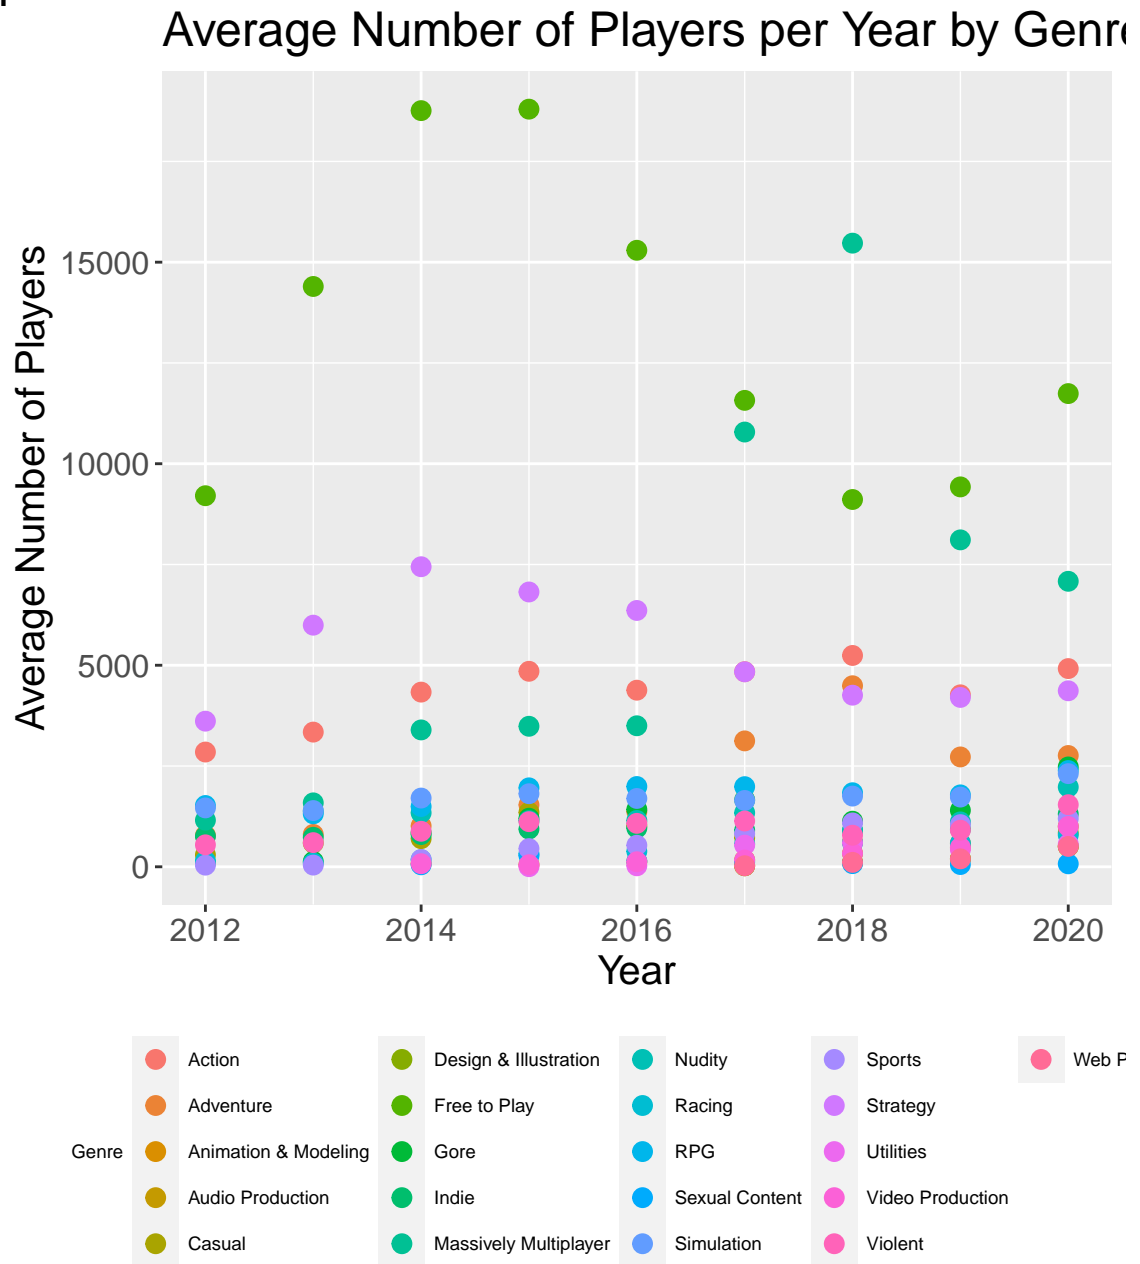 Average Number of Players per Year by Genre
Average Number of Players
15000
10000
5000
0
2012 2014 2016 2018 2020
Year
Genre
Action
Adventure
Animation & Modeling
Audio Production
Casual
Design & Illustration
Free to Play
Gore
Indie
Massively Multiplayer
Nudity
Racing
RPG
Sexual Content
Simulation
Sports
Strategy
Utilities
Video Production
Violent
Web